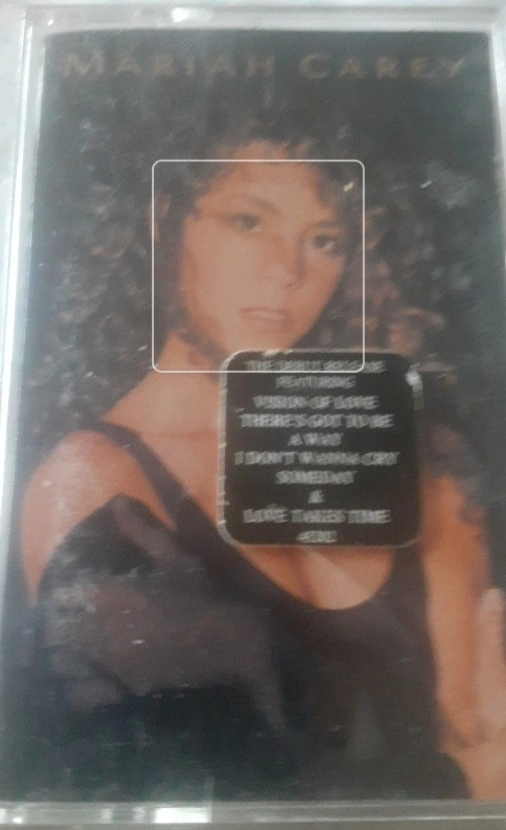 MARIAH CAREY
THE DEBUT RELEASE
FEATURING
VISION OF LOVE
THERE'S GOT TO BE
A WAY
I DON'T WANNA CRY
SOMEDAY
&
LOVE TAKES TIME